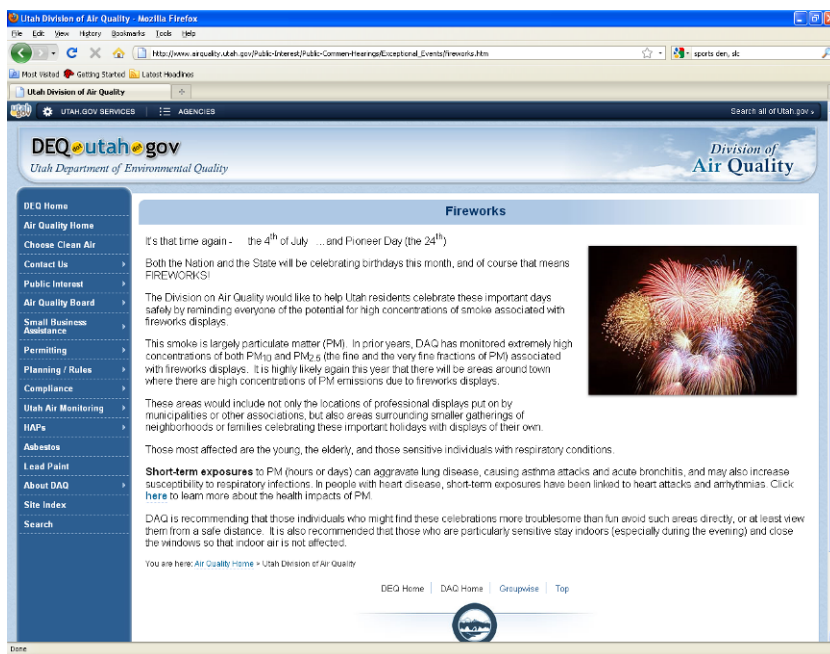 Utah Division of Air Quality - Mozilla Firefox
File Edit View History Bookmarks Tools Help
http://www.airquality.utah.gov/Public-Interest/Public-Commen-Hearings/Exceptional_Events/fireworks.htm
sports den, slc
Most Visited Getting Started Latest Headlines
Utah Division of Air Quality
UTAH.GOV SERVICES AGENCIES Search all of Utah.gov »
DEQ utah gov
Utah Department of Environmental Quality
Division of
Air Quality
DEQ Home
Air Quality Home
Choose Clean Air
Contact Us
Public Interest
Air Quality Board
Small Business
Assistance
Permitting
Planning / Rules
Compliance
Utah Air Monitoring
HAPs
Asbestos
Lead Paint
About DAQ
Site Index
Search
Fireworks
It's that time again - the 4th of July ...and Pioneer Day (the 24th)
Both the Nation and the State will be celebrating birthdays this month, and of course that means
FIREWORKS!
The Division on Air Quality would like to help Utah residents celebrate these important days
safely by reminding everyone of the potential for high concentrations of smoke associated with
fireworks displays.
This smoke is largely particulate matter (PM). In prior years, DAQ has monitored extremely high
concentrations of both PM10 and PM2.5 (the fine and the very fine fractions of PM) associated
with fireworks displays. It is highly likely again this year that there will be areas around town
where there are high concentrations of PM emissions due to fireworks displays.
These areas would include not only the locations of professional displays put on by
municipalities or other associations, but also areas surrounding smaller gatherings of
neighborhoods or families celebrating these important holidays with displays of their own.
Those most affected are the young, the elderly, and those sensitive individuals with respiratory conditions.
Short-term exposures to PM (hours or days) can aggravate lung disease, causing asthma attacks and acute bronchitis, and may also increase
susceptibility to respiratory infections. In people with heart disease, short-term exposures have been linked to heart attacks and arrhythmias. Click
here to learn more about the health impacts of PM.
DAQ is recommending that those individuals who might find these celebrations more troublesome than fun avoid such areas directly, or at least view
them from a safe distance. It is also recommended that those who are particularly sensitive stay indoors (especially during the evening) and close
the windows so that indoor air is not affected.
You are here: Air Quality Home » Utah Division of Air Quality
DEQ Home DAQ Home Groupwise Top
Done